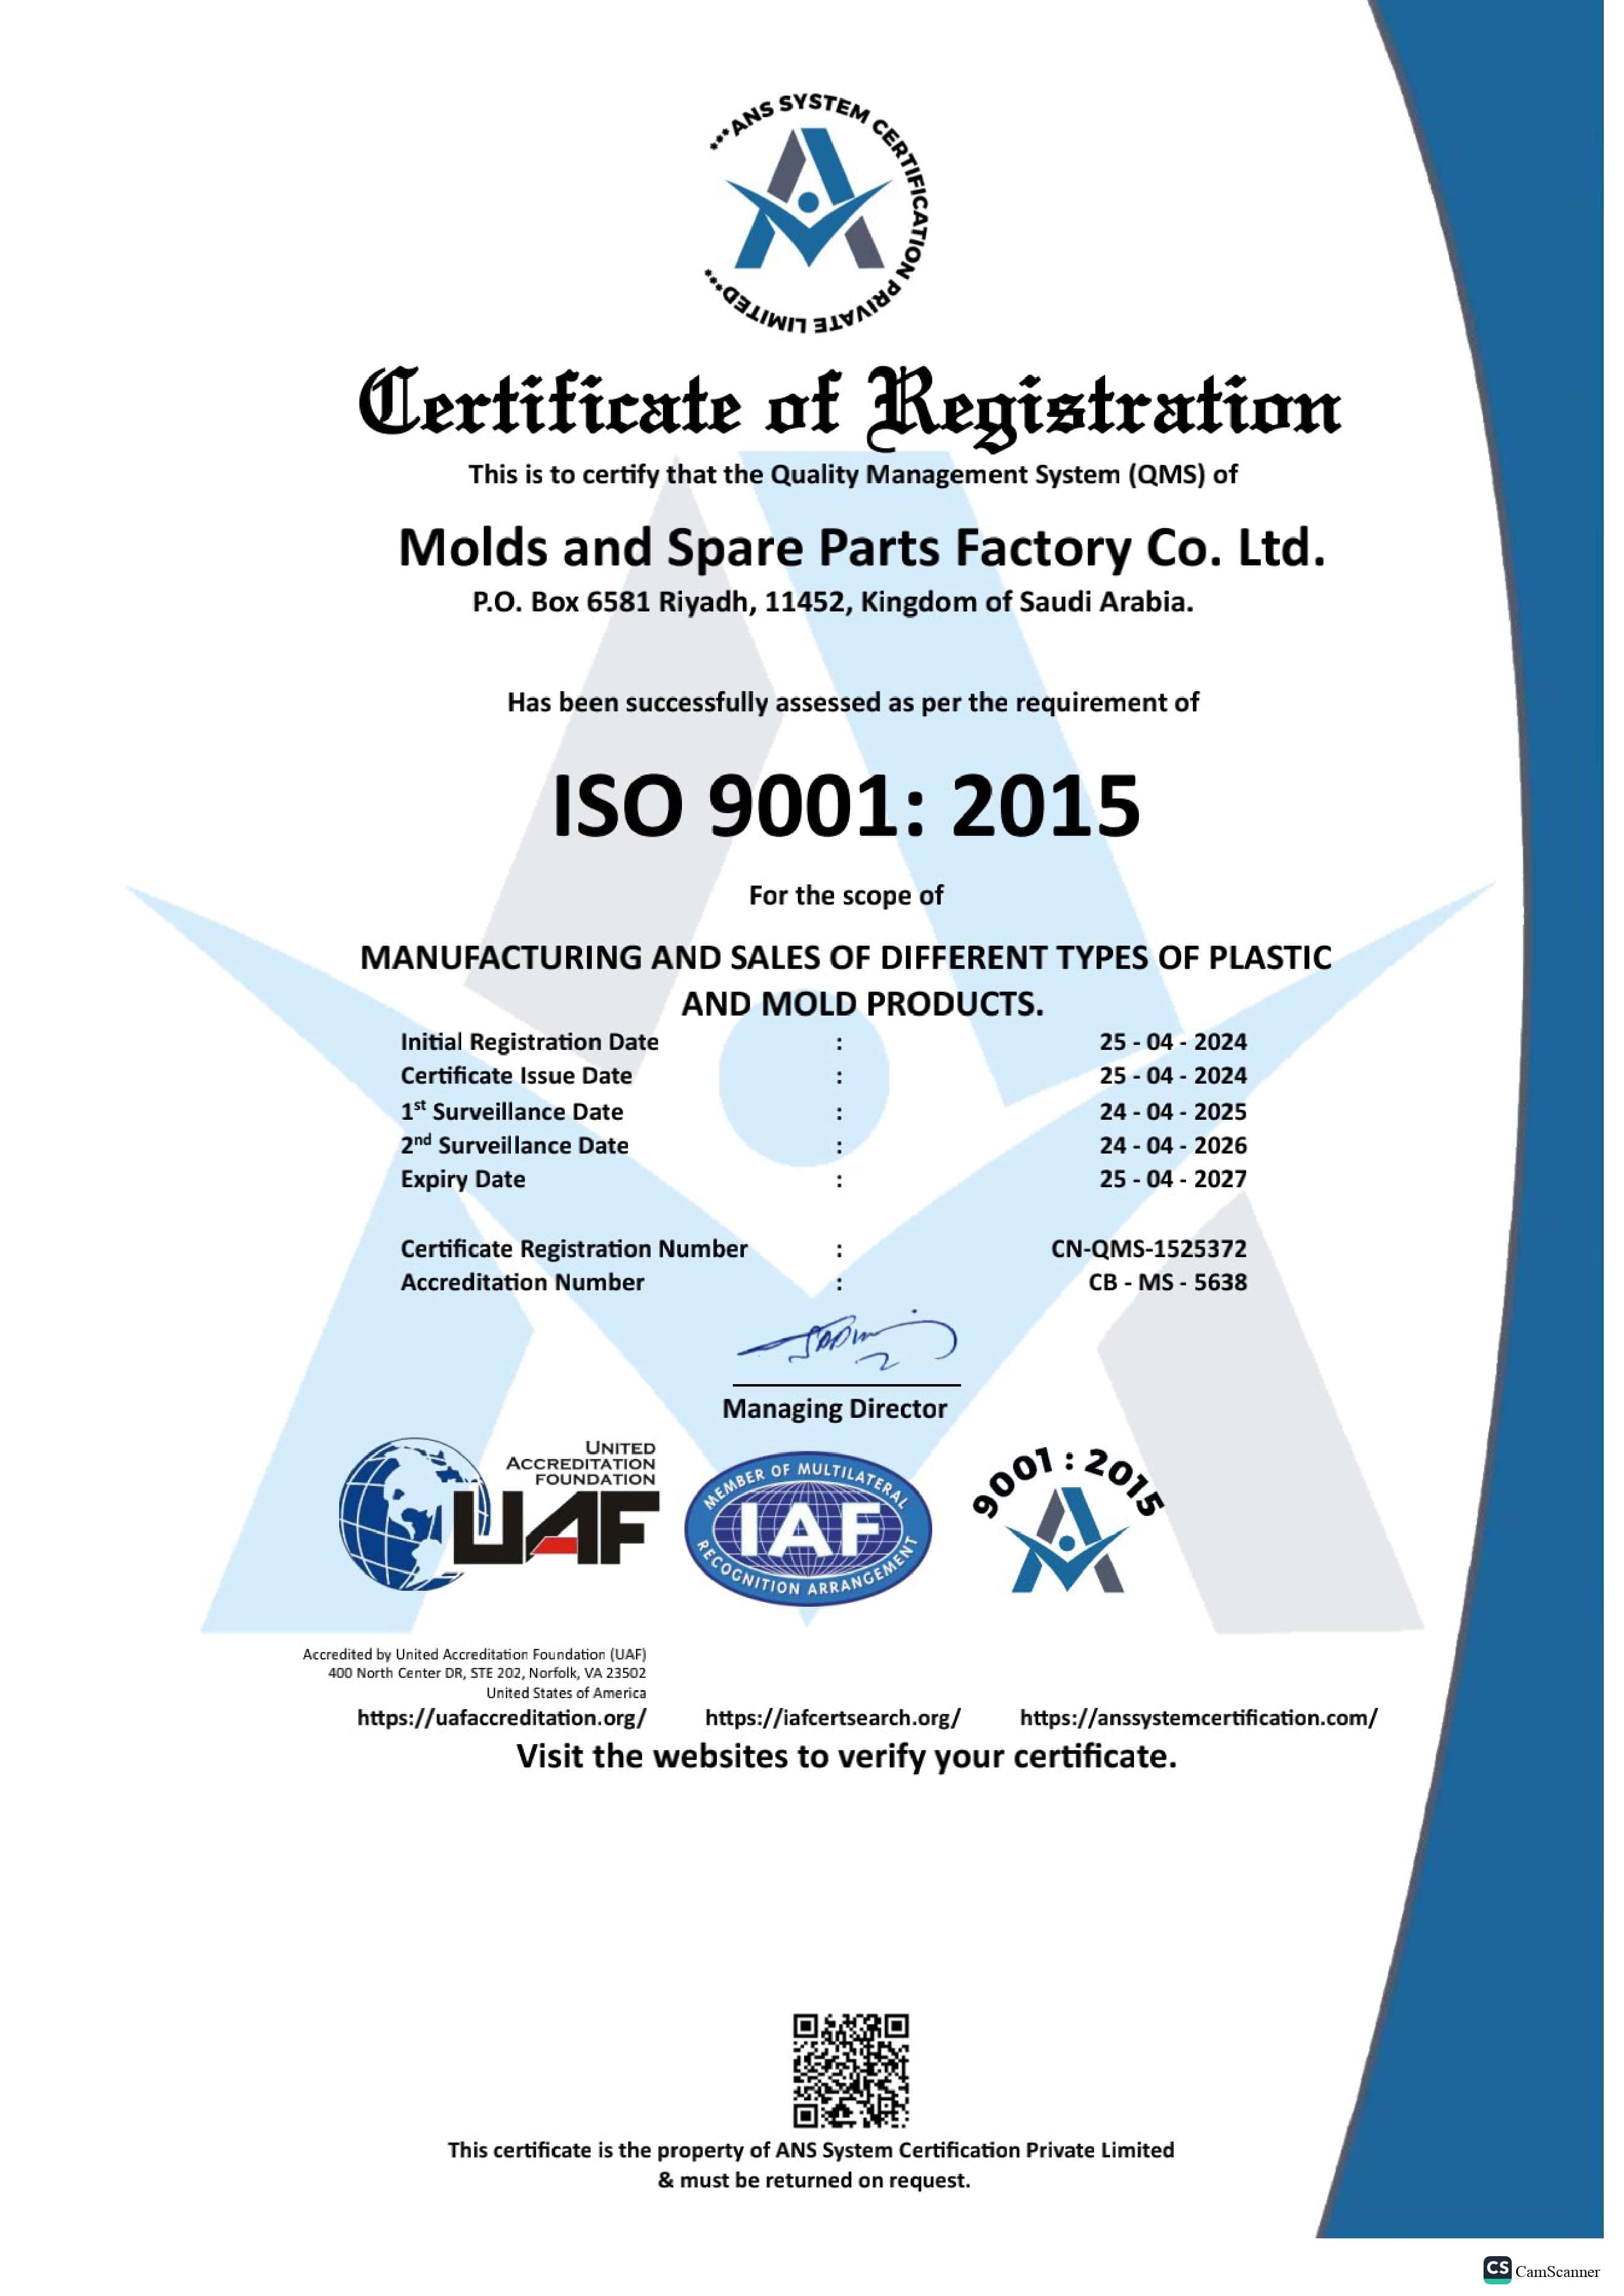 ***ANS SYSTEM CERTIFICATION PRIVATE LIMITED***
Certificate of Registration
This is to certify that the Quality Management System (QMS) of
Molds and Spare Parts Factory Co. Ltd.
P.O. Box 6581 Riyadh, 11452, Kingdom of Saudi Arabia.
Has been successfully assessed as per the requirement of
ISO 9001: 2015
For the scope of
MANUFACTURING AND SALES OF DIFFERENT TYPES OF PLASTIC
AND MOLD PRODUCTS.
Initial Registration Date : 25 - 04 - 2024
Certificate Issue Date : 25 - 04 - 2024
1st Surveillance Date : 24 - 04 - 2025
2nd Surveillance Date : 24 - 04 - 2026
Expiry Date : 25 - 04 - 2027
Certificate Registration Number : CN-QMS-1525372
Accreditation Number : CB - MS - 5638
Managing Director
UNITED
ACCREDITATION
FOUNDATION
UAF
MEMBER OF MULTILATERAL
IAF
RECOGNITION ARRANGEMENT
9001 : 2015
Accredited by United Accreditation Foundation (UAF)
400 North Center DR, STE 202, Norfolk, VA 23502
United States of America
https://uafaccreditation.org/ https://iafcertsearch.org/ https://anssystemcertification.com/
Visit the websites to verify your certificate.
This certificate is the property of ANS System Certification Private Limited
& must be returned on request.
CS CamScanner